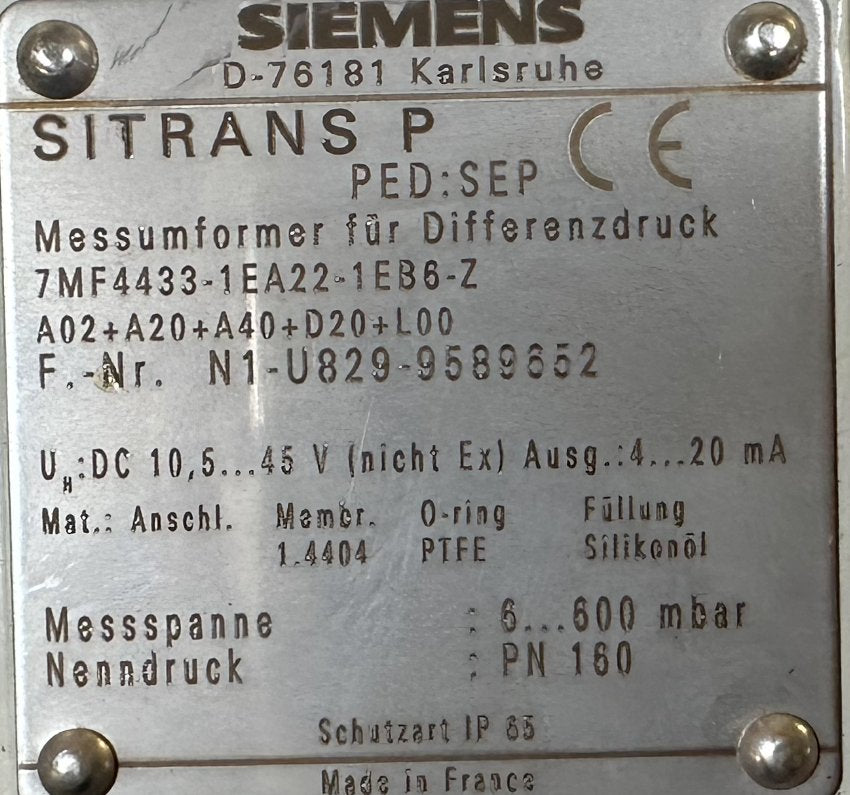 SIEMENS
D-76181 Karlsruhe
SITRANS P CE
PED:SEP
Messumformer für Differenzdruck
7MF4433-1EA22-1EB6-Z
A02+A20+A40+D20+L00
F.-Nr. N1-U829-9589652
UH:DC 10,5...45 V (nicht Ex) Ausg.:4...20 mA
Mat.: Anschl. Membr. O-ring Füllung
1.4404 PTFE Silikonöl
Messspanne : 6...600 mbar
Nenndruck : PN 160
Schutzart IP 65
Made in France